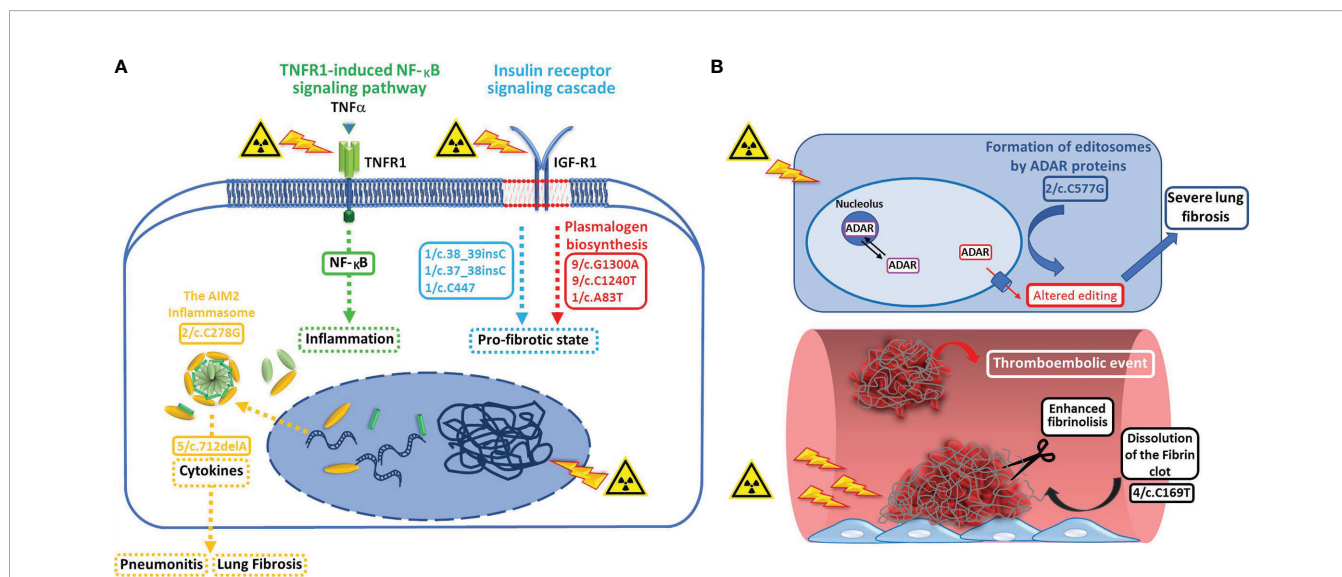 A
TNFR1-induced NF-κB
signaling pathway
TNFα
TNFR1
Insulin receptor
signaling cascade
IGF-R1
NF-κB
Inflammation
1/c.38_39insC
1/c.37_38insC
1/c.C447
Plasmalogen
biosynthesis
9/c.G1300A
9/c.C1240T
1/c.A83T
Pro-fibrotic state
The AIM2
Inflammasome
2/c.C278G
5/c.712delA
Cytokines
Pneumonitis
Lung Fibrosis
B
Formation of editosomes
by ADAR proteins
2/c.C577G
Nucleolus
ADAR
ADAR
ADAR
Altered editing
Severe lung
fibrosis
Thromboembolic event
Enhanced
fibrinolisis
Dissolution
of the Fibrin
clot
4/c.C169T